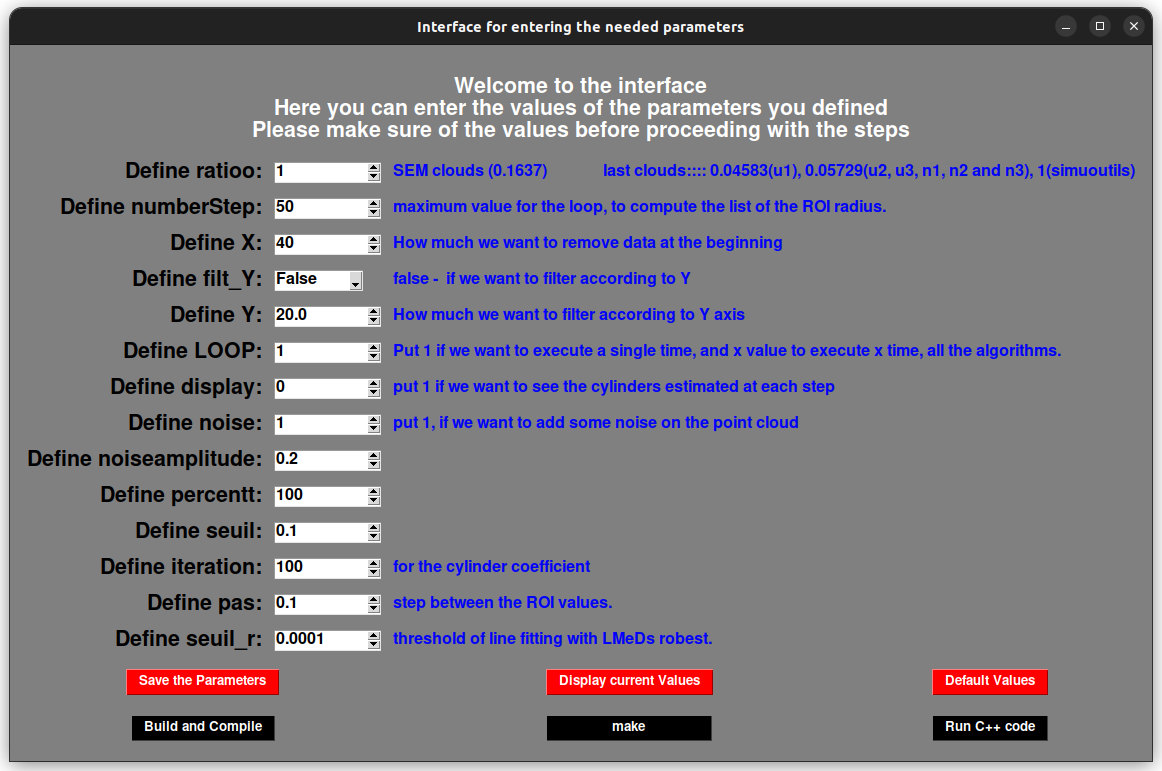 Interface for entering the needed parameters
Welcome to the interface
Here you can enter the values of the parameters you defined
Please make sure of the values before proceeding with the steps
Define ratioo: 1 SEM clouds (0.1637) last clouds:::: 0.04583(u1), 0.05729(u2, u3, n1, n2 and n3), 1(simuoutils)
Define numberStep: 50 maximum value for the loop, to compute the list of the ROI radius.
Define X: 40 How much we want to remove data at the beginning
Define filt_Y: False false - if we want to filter according to Y
Define Y: 20.0 How much we want to filter according to Y axis
Define LOOP: 1 Put 1 if we want to execute a single time, and x value to execute x time, all the algorithms.
Define display: 0 put 1 if we want to see the cylinders estimated at each step
Define noise: 1 put 1, if we want to add some noise on the point cloud
Define noiseamplitude: 0.2
Define percentt: 100
Define seuil: 0.1
Define iteration: 100 for the cylinder coefficient
Define pas: 0.1 step between the ROI values.
Define seuil_r: 0.0001 threshold of line fitting with LMeDs robest.
Save the Parameters Display current Values Default Values
Build and Compile make Run C++ code